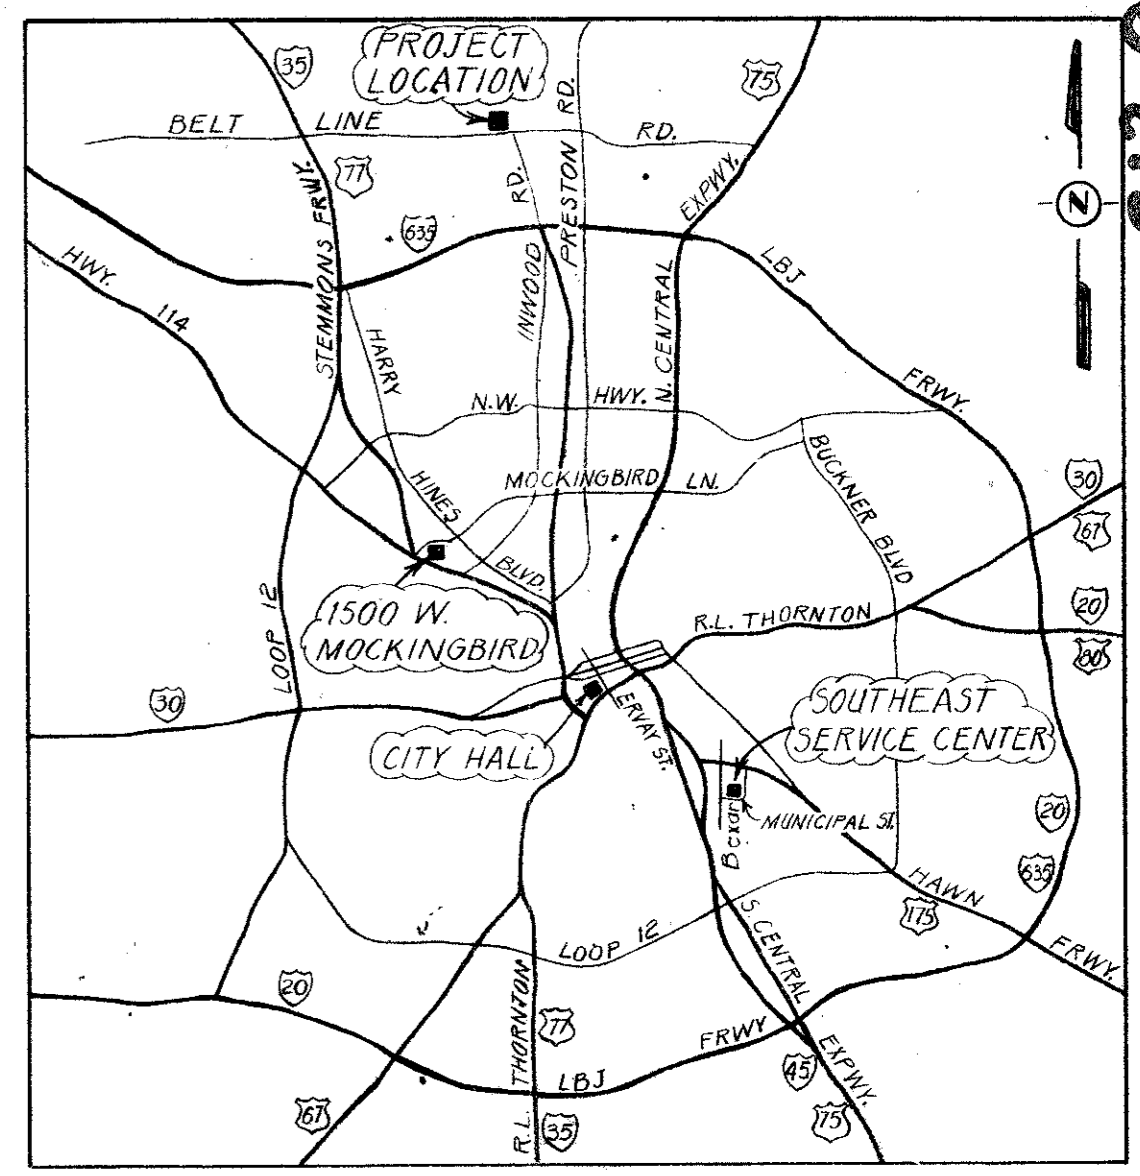 PROJECT
LOCATION
35
75
BELT LINE RD.
77
STEMMONS FRWY.
INWOOD RD.
PRESTON RD.
EXPWY.
N. CENTRAL
N
635
LBJ
FRWY.
HWY. 114
HARRY
HINES
BLVD.
N.W. HWY.
MOCKINGBIRD LN.
BUCKNER BLVD
30
67
1500 W.
MOCKINGBIRD
LOOP 12
R.L. THORNTON
20
80
30
CITY HALL
ERVAY ST.
SOUTHEAST
SERVICE CENTER
Bexar
MUNICIPAL ST.
20
635
HAWN
175
FRWY.
LOOP 12
S. CENTRAL
EXPWY.
20
R.L. THORNTON
77
LBJ
FRWY
45
75
67
35